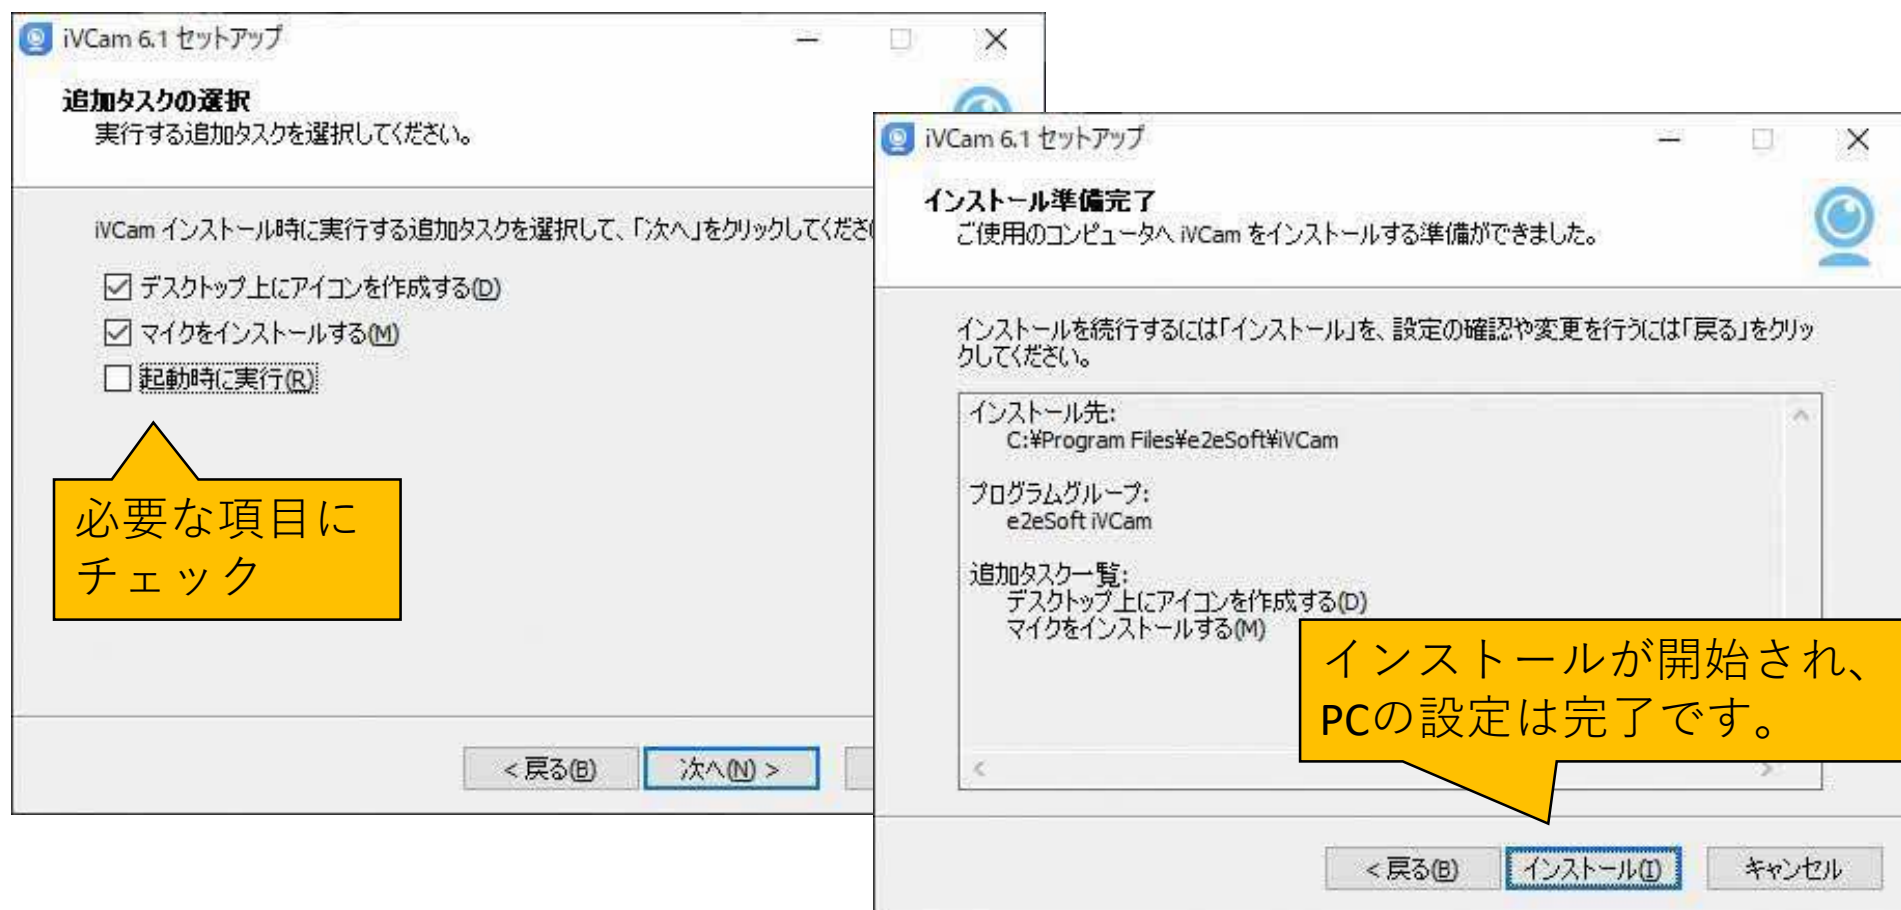 iVCam 6.1 セットアップ
追加タスクの選択
実行する追加タスクを選択してください。
iVCam インストール時に実行する追加タスクを選択して、「次へ」をクリックしてくださ
デスクトップ上にアイコンを作成する(D)
マイクをインストールする(M)
起動時に実行(R)
必要な項目に
チェック
< 戻る(B)
次へ(N) >
iVCam 6.1 セットアップ
インストール準備完了
ご使用のコンピュータへ iVCam をインストールする準備ができました。
インストールを続行するには「インストール」を、設定の確認や変更を行うには「戻る」をクリッ
クしてください。
インストール先:
C:¥Program Files¥e2eSoft¥iVCam
プログラムグループ:
e2eSoft iVCam
追加タスク一覧:
デスクトップ上にアイコンを作成する(D)
マイクをインストールする(M)
インストールが開始され、
PCの設定は完了です。
< 戻る(B)
インストール(I)
キャンセル